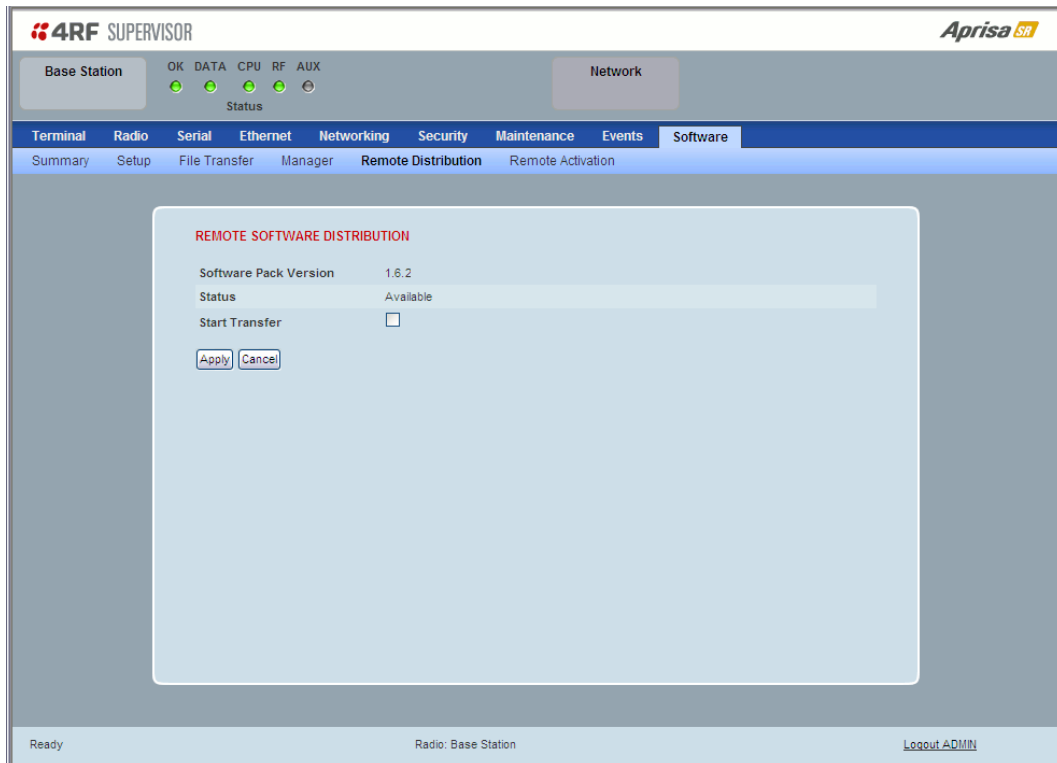 4RF SUPERVISOR
Aprisa SR
Base Station
OK DATA CPU RF AUX
Status
Network
Terminal Radio Serial Ethernet Networking Security Maintenance Events Software
Summary Setup File Transfer Manager Remote Distribution Remote Activation
REMOTE SOFTWARE DISTRIBUTION
Software Pack Version 1.6.2
Status Available
Start Transfer
Apply Cancel
Ready Radio: Base Station Logout ADMIN